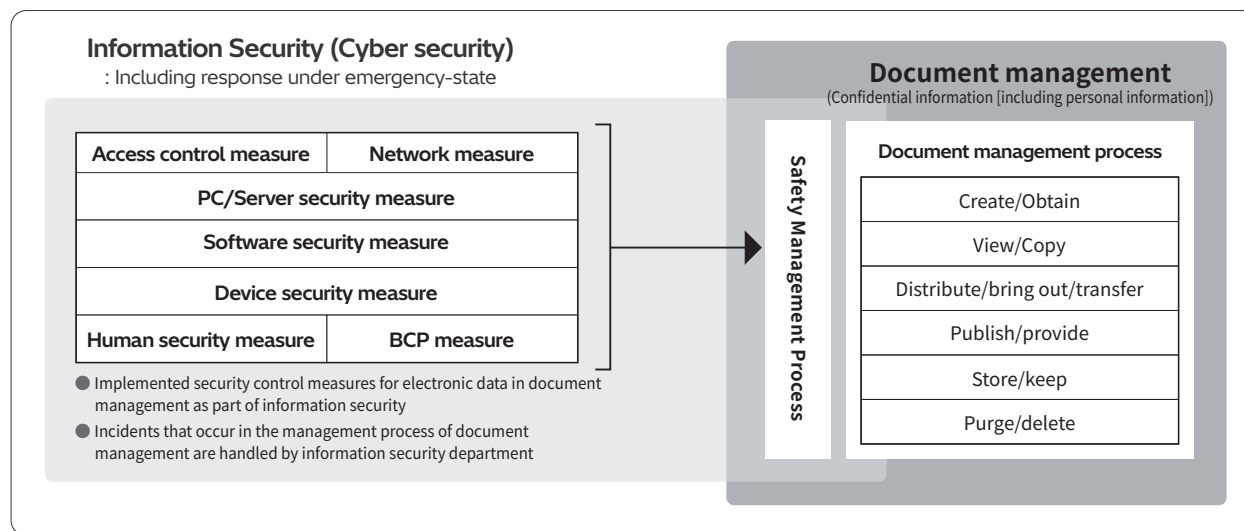 Information Security (Cyber security)
: Including response under emergency-state
Access control measure
Network measure
PC/Server security measure
Software security measure
Device security measure
Human security measure
BCP measure
● Implemented security control measures for electronic data in document
management as part of information security
● Incidents that occur in the management process of document
management are handled by information security department
Document management
(Confidential information [including personal information])
Safety Management Process
Document management process
Create/Obtain
View/Copy
Distribute/bring out/transfer
Publish/provide
Store/keep
Purge/delete